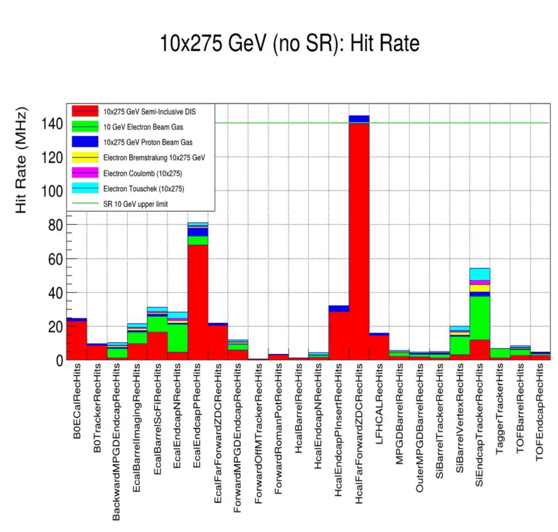 10x275 GeV (no SR): Hit Rate
Hit Rate (MHz)
140
120
100
80
60
40
20
0
10x275 GeV Semi-Inclusive DIS
10 GeV Electron Beam Gas
10x275 GeV Proton Beam Gas
Electron Bremstralung 10x275 GeV
Electron Coulomb (10x275)
Electron Touschek (10x275)
SR 10 GeV upper limit
B0ECalRecHits
B0TrackerRecHits
BackwardMPGDEndcapRecHits
EcalBarrelImagingRecHits
EcalBarrelScFiRecHits
EcalEndcapNRecHits
EcalEndcapPRecHits
EcalFarForwardZDCRecHits
ForwardMPGDEndcapRecHits
ForwardOffMTrackerRecHits
ForwardRomanPotRecHits
HcalBarrelRecHits
HcalEndcapNRecHits
HcalEndcapPInsertRecHits
HcalFarForwardZDCRecHits
LFHCALRecHits
MPGDBarrelRecHits
OuterMPGDBarrelRecHits
SiBarrelTrackerRecHits
SiBarrelVertexRecHits
SiEndcapTrackerRecHits
TaggerTrackerHits
TOFBarrelRecHits
TOFEndcapRecHits